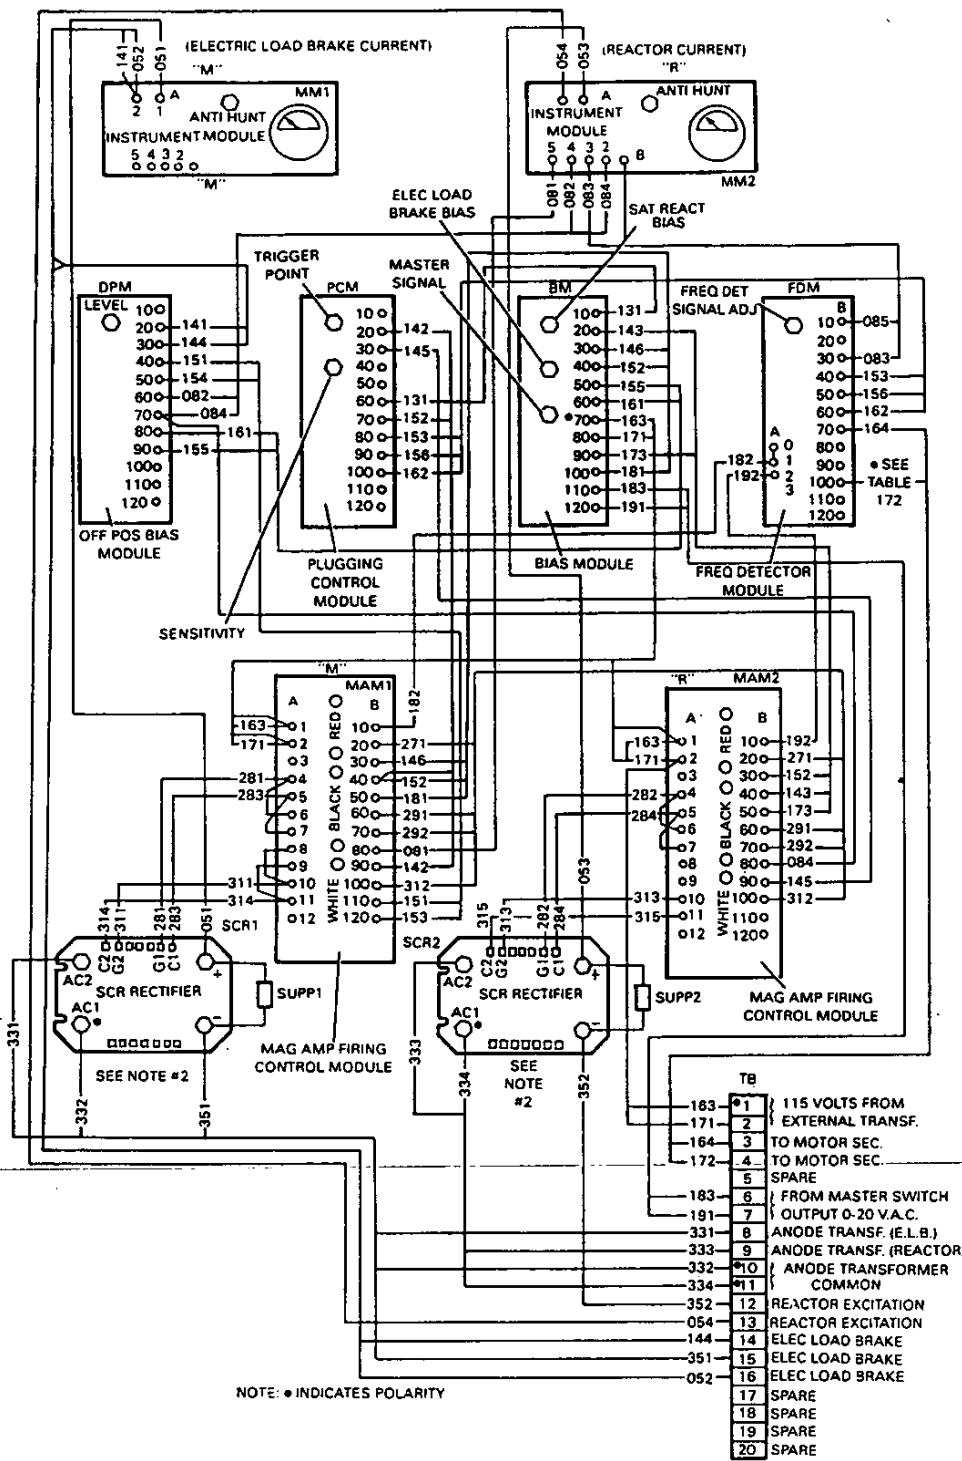 141
052
051
(ELECTRIC LOAD BRAKE CURRENT)
"M"
054
053
(REACTOR CURRENT)
"R"
MM1
2
1
A
ANTI HUNT
INSTRUMENT MODULE
5 4 3 2
"M"
A
ANTI HUNT
INSTRUMENT
MODULE
5 4 3 2
B
MM2
081
082
083
084
ELEC LOAD
BRAKE BIAS
SAT REACT
BIAS
TRIGGER
POINT
MASTER
SIGNAL
DPM
LEVEL
10
20 141
30 144
40 151
50 154
60 082
70 084
80 161
90 155
100
110
120
OFF POS BIAS
MODULE
PCM
10
20 142
30 145
40
50
60 131
70 152
80 153
90 156
100 162
110
120
PLUGGING
CONTROL
MODULE
SENSITIVITY
BM
10 131
20 143
30 146
40 152
50 155
60 161
70 163
80 171
90 173
100 181
110 183
120 191
BIAS MODULE
FREQ DET
SIGNAL ADJ
FDM
B
10 085
20
30 083
40 153
50 156
60 162
70 164
80
90
100
110
120
A
0
182 1
192 2
3
SEE
TABLE
172
FREQ DETECTOR
MODULE
"M"
MAM1
A
B
RED
BLACK
WHITE
163 1
171 2
3
281 4
283 5
6
7
8
9
311 10
314 11
12
182
10
20 271
30 146
40 152
50 181
60 291
70 292
80 081
90 142
100 312
110 151
120 153
MAG AMP FIRING
CONTROL MODULE
"R"
MAM2
A
B
RED
BLACK
WHITE
163 1
171 2
3
282 4
284 5
6
7
8
9
313 10
315 11
12
10 192
20 271
30 152
40 143
50 173
60 291
70 292
80 084
90 145
100 312
110
120
MAG AMP FIRING
CONTROL MODULE
314
311
281
283
051
SCR1
C2 G2 G1 C1
AC2
+
SCR RECTIFIER
AC1
−
SUPP1
SEE NOTE #2
331
332
351
315
313
282
284
053
SCR2
C2 G2 G1 C1
AC2
+
SCR RECTIFIER
AC1
−
SUPP2
SEE
NOTE
#2
333
334
352
TB
163 1 115 VOLTS FROM
171 2 EXTERNAL TRANSF.
164 3 TO MOTOR SEC.
172 4 TO MOTOR SEC.
5 SPARE
183 6 FROM MASTER SWITCH
191 7 OUTPUT 0-20 V.A.C.
331 8 ANODE TRANSF. (E.L.B.)
333 9 ANODE TRANSF. (REACTOR
332 10 ANODE TRANSFORMER
334 11 COMMON
352 12 REACTOR EXCITATION
054 13 REACTOR EXCITATION
144 14 ELEC LOAD BRAKE
351 15 ELEC LOAD BRAKE
052 16 ELEC LOAD BRAKE
17 SPARE
18 SPARE
19 SPARE
20 SPARE
NOTE: • INDICATES POLARITY